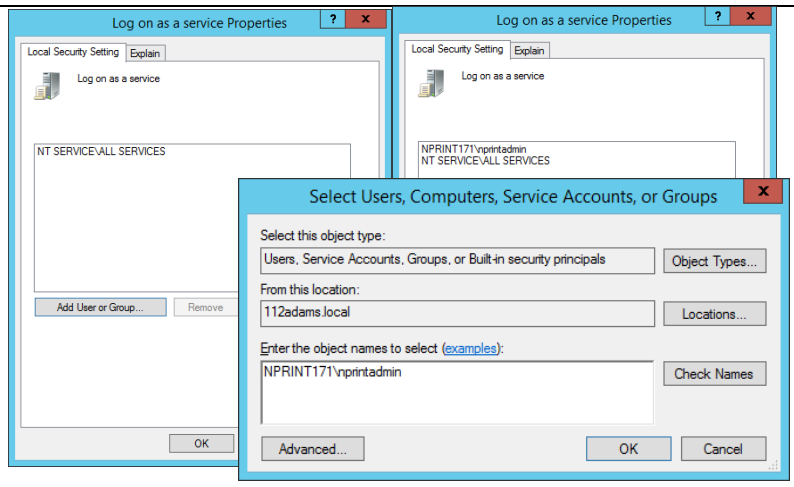 Log on as a service Properties
? x
Local Security Setting
Explain
Log on as a service
NT SERVICE\ALL SERVICES
Add User or Group...
Remove
OK
Log on as a service Properties
? x
Local Security Setting
Explain
Log on as a service
NPRINT171\nprintadmin
NT SERVICE\ALL SERVICES
Select Users, Computers, Service Accounts, or Groups
x
Select this object type:
Users, Service Accounts, Groups, or Built-in security principals
Object Types...
From this location:
112adams.local
Locations...
Enter the object names to select (examples):
NPRINT171\nprintadmin
Check Names
Advanced...
OK
Cancel